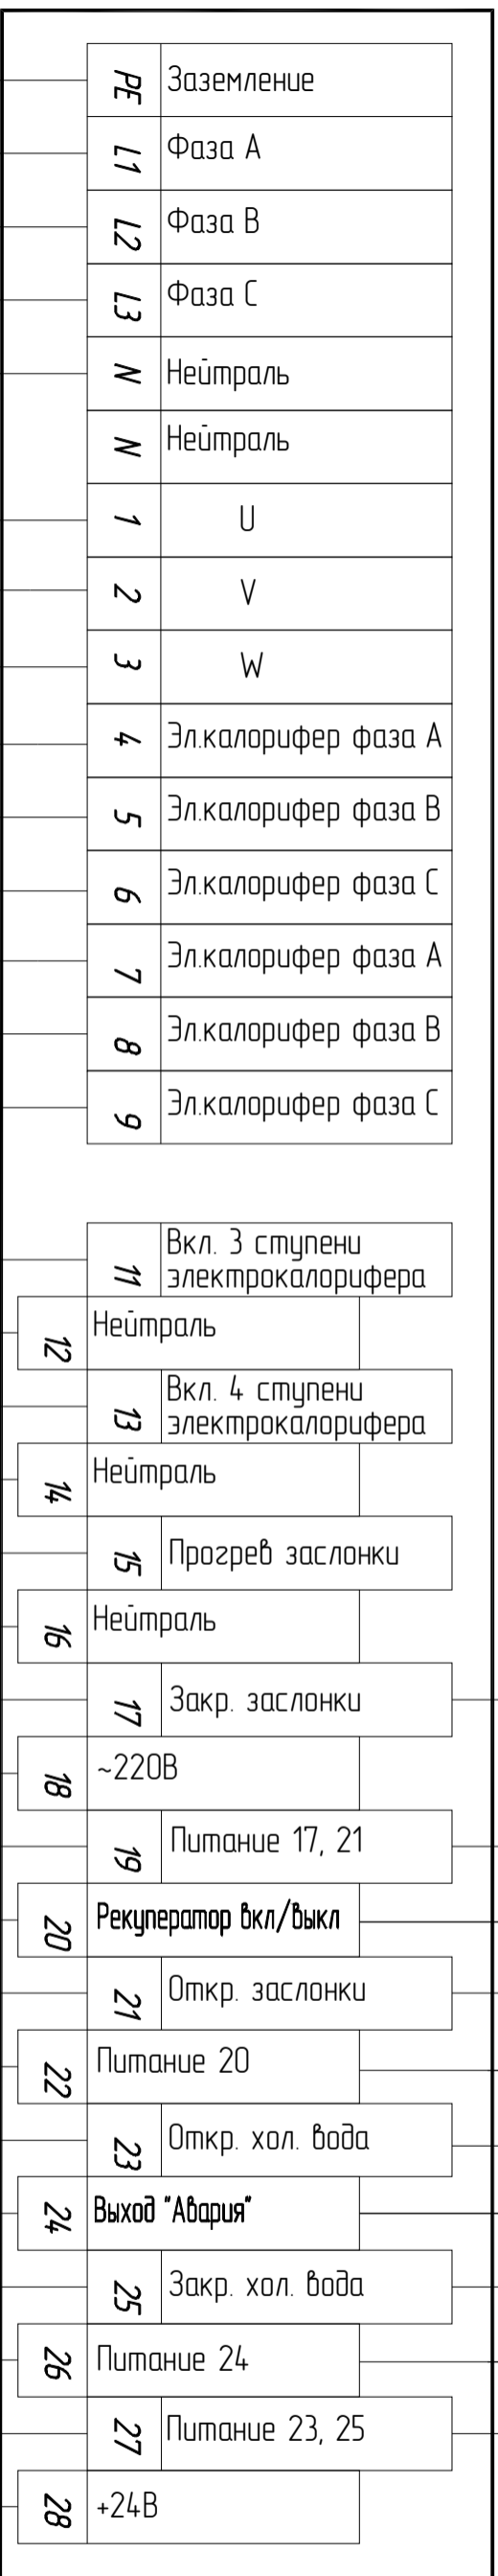 PE Заземление
L1 Фаза А
L2 Фаза В
L3 Фаза С
N Нейтраль
N Нейтраль
1 U
2 V
3 W
4 Эл.калорифер фаза А
5 Эл.калорифер фаза В
6 Эл.калорифер фаза С
7 Эл.калорифер фаза А
8 Эл.калорифер фаза В
9 Эл.калорифер фаза С
11 Вкл. 3 ступени
электрокалорифера
12 Нейтраль
13 Вкл. 4 ступени
электрокалорифера
14 Нейтраль
15 Прогрев заслонки
16 Нейтраль
17 Закр. заслонки
18 ~220В
19 Питание 17, 21
20 Рекуператор вкл/выкл
21 Откр. заслонки
22 Питание 20
23 Откр. хол. вода
24 Выход "Авария"
25 Закр. хол. вода
26 Питание 24
27 Питание 23, 25
28 +24В